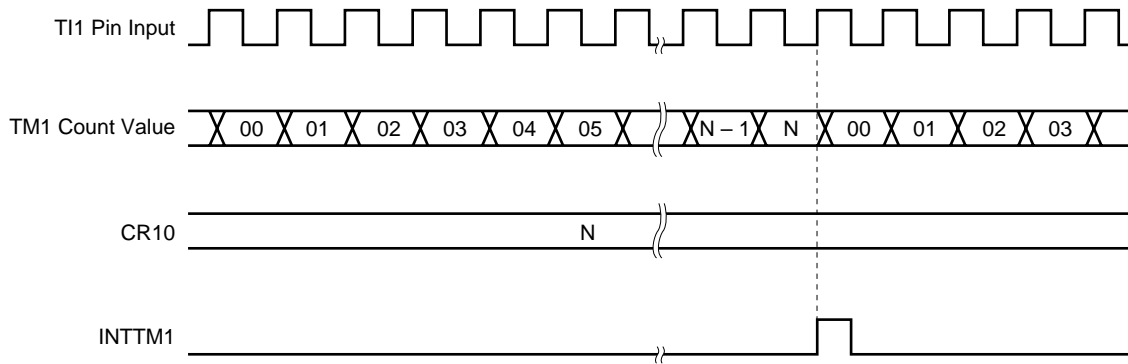 TI1 Pin Input
TM1 Count Value 00 01 02 03 04 05 N – 1 N 00 01 02 03
CR10 N
INTTM1